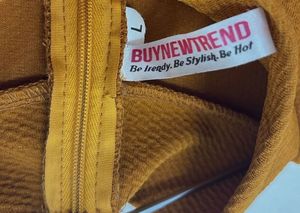 L
BUYNEWTREND
Be trendy. Be Stylish. Be Hot